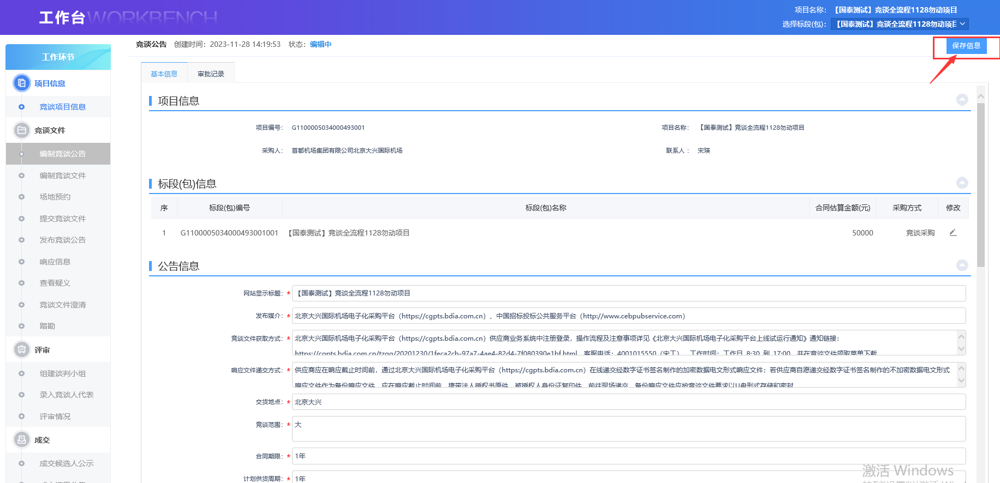 工作台WORKBENCH
项目名称：【国泰测试】竞谈全流程1128勿动项目
选择标段(包)：【国泰测试】竞谈全流程1128勿动项目
竞谈公告 创建时间：2023-11-28 14:19:53 状态：编辑中
保存信息
工作环节
项目信息
竞谈项目信息
竞谈文件
编制竞谈公告
编制竞谈文件
场地预约
提交竞谈文件
发布竞谈公告
响应信息
查看疑义
竞谈文件澄清
踏勘
评审
组建谈判小组
录入竞谈人代表
评审情况
成交
成交候选人公示
基本信息 审批记录
项目信息
项目编号： G1100005034000493001 项目名称： 【国泰测试】竞谈全流程1128勿动项目
采购人： 首都机场集团有限公司北京大兴国际机场 联系人： 宋瑛
标段(包)信息
序 标段(包)编号 标段(包)名称 合同估算金额(元) 采购方式 修改
1 G1100005034000493001001 【国泰测试】竞谈全流程1128勿动项目 50000 竞谈采购
公告信息
网站显示标题：* 【国泰测试】竞谈全流程1128勿动项目
发布媒介：* 北京大兴国际机场电子化采购平台（https://cgpts.bdia.com.cn）、中国招标投标公共服务平台（http://www.cebpubservice.com）
竞谈文件获取方式：* 北京大兴国际机场电子化采购平台（https://cgpts.bdia.com.cn）供应商业务系统中注册登录，操作流程及注意事项详见《北京大兴国际机场电子化采购平台上线试运行通知》通知链接：
https://cgpts.bdia.com.cn/tzgg/20201230/1feca2cb-97a7-4ae4-82d4-7f080390e1bf.html，客服电话：4001015550（宋工），工作时间：工作日 8:30 到 17:00，并在竞谈文件领取菜单下载
响应文件递交方式：* 供应商应在响应截止时间前，通过北京大兴国际机场电子化采购平台（https://cgpts.bdia.com.cn）在线递交经数字证书签名制作的加密数据电文形式响应文件；若供应商自愿递交经数字证书签名制作的不加密数据电文形式
响应文件作为备份响应文件，应在响应截止时间前，携带法人授权书原件、被授权人身份证复印件，前往现场递交，备份响应文件应按竞谈文件要求以U盘形式存储和密封
交货地点：* 北京大兴
竞谈范围：* 大
合同期限：* 1年
计划供货周期：* 1年
激活 Windows